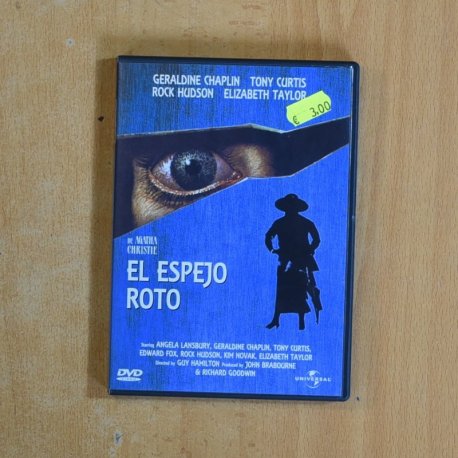 GERALDINE CHAPLIN TONY CURTIS
ROCK HUDSON ELIZABETH TAYLOR
€ 3,00
DE AGATHA
CHRISTIE
EL ESPEJO
ROTO
Starring ANGELA LANSBURY, GERALDINE CHAPLIN, TONY CURTIS,
EDWARD FOX, ROCK HUDSON, KIM NOVAK, ELIZABETH TAYLOR
Directed by GUY HAMILTON Produced by JOHN BRABOURNE
& RICHARD GOODWIN
DVD
VIDEO
UNIVERSAL